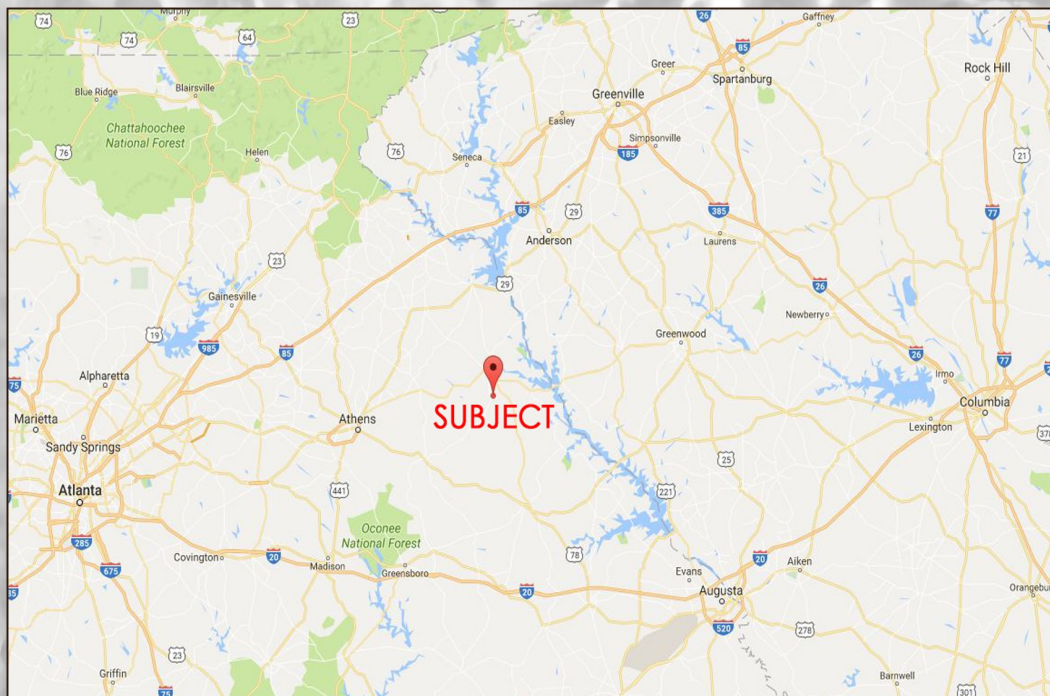 Murphy
74
23
26
Gaffney
74
64
85
Greer
Spartanburg
Rock Hill
Blue Ridge
Blairsville
Greenville
Easley
Chattahoochee
National Forest
Simpsonville
76
Helen
76
Seneca
185
21
85
29
385
77
Anderson
Laurens
23
29
26
Gainesville
Newberry
19
Greenwood
985
85
26
77
Alpharetta
Irmo
75
Columbia
Marietta
Athens
SUBJECT
Lexington
Sandy Springs
378
25
Atlanta
441
221
Oconee
National Forest
285
20
78
20
Covington
Madison
Greensboro
Evans
Aiken
675
20
Augusta
Orangebur
85
520
278
23
Griffin
Barnwell
75
301